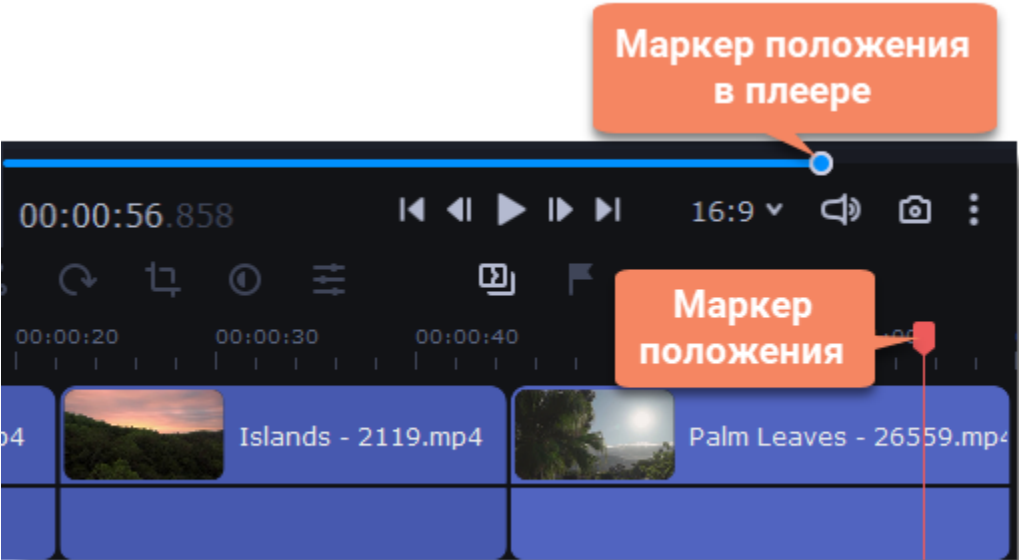 Маркер положения
в плеере
00:00:56.858
16:9
00:00:20 00:00:30 00:00:40
Маркер
положения
p4 Islands - 2119.mp4 Palm Leaves - 26559.mp4